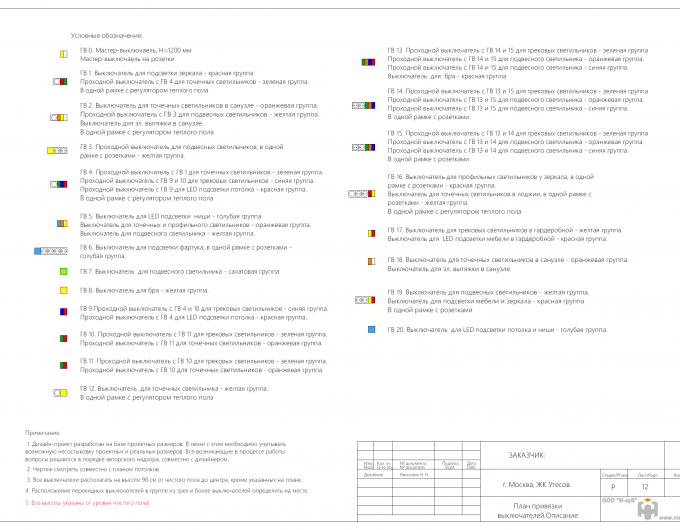 Условные обозначения:
ГВ 0. Мастер-выключаель, Н=1200 мм
Мастер-выключаель на розетки
ГВ 1. Выключатель для подсветки зеркала - красная группа.
Проходной выключатель с ГВ 4 для точечных светильников - зеленая группа.
В одной рамке с регулятором теплого пола
ГВ 2. Выключатель для точечных светильников в санузле - оранжевая группа.
Проходной выключатель с ГВ 3 для подвесных светильников - желтая группа.
Выключатель для эл. вытяжки в санузле.
В одной рамке с регулятором теплого пола
ГВ 3. Проходной выключатель для подвесных светильников, в одной
рамке с розетками - желтая группа.
ГВ 4. Проходной выключатель с ГВ 1 для точечных светильников - зеленая группа.
Проходной выключатель с ГВ 9 и 10 для трековых светильников - синяя группа.
Проходной выключатель с ГВ 9 для LED подсветки потолка - красная группа.
В одной рамке с регулятором теплого пола
ГВ 5. Выключатель для LED подсветки ниши - голубая группа
Выключатель для точечных и профильного светильников - оранжевая группа.
Выключатель для подвесного светильника - желтая группа.
ГВ 6. Выключатель для подсветки фартука, в одной рамке с розетками -
голубая группа.
ГВ 7. Выключатель для подвесного светильника - салатовая группа.
ГВ 8. Выключатель для бра - желтая группа.
ГВ 9.Проходной выключатель с ГВ 4 и 10 для трековых светильников - синяя группа.
Проходной выключатель с ГВ 4 для LED подсветки потолка - красная группа.
ГВ 10. Проходной выключатель с ГВ 11 для трековых светильников - зеленая группа.
Проходной выключатель с ГВ 11 для точечных светильников - оранжевая группа.
ГВ 11. Проходной выключатель с ГВ 10 для трековых светильников - зеленая группа.
Проходной выключатель с ГВ 10 для точечных светильников - оранжевая группа.
ГВ 12. Выключатель для точечных светильника - желтая группа.
В одной рамке с регулятором теплого пола
ГВ 13. Проходной выключатель с ГВ 14 и 15 для трековых светильников - зеленая группа
Проходной выключатель с ГВ 14 и 15 для подвесного светильника - оранжевая группа.
Проходной выключатель с ГВ 14 и 15 для подвесного светильника - синяя группа.
Выключатель для бра - красная группа
ГВ 14. Проходной выключатель с ГВ 13 и 15 для трековых светильников - зеленая группа
Проходной выключатель с ГВ 13 и 15 для подвесного светильника - оранжевая группа.
Проходной выключатель с ГВ 13 и 15 для подвесного светильника - синяя группа.
В одной рамке с розетками
ГВ 15. Проходной выключатель с ГВ 13 и 14 для трековых светильников - зеленая группа
Проходной выключатель с ГВ 13 и 14 для подвесного светильника - оранжевая группа.
Проходной выключатель с ГВ 13 и 14 для подвесного светильника - синяя группа.
В одной рамке с розетками
ГВ 16. Выключатель для профильных светильников у зеркала, в одной
рамке с розетками - красная группа.
Выключатель для точечных светильников в лоджии, в одной рамке с
розетками - оранжевая группа.
В одной рамке с регулятором теплого пола
ГВ 17. Выключатель для трековых светильников в гардеробной - желтая группа.
Выключатель для LED подсветки мебели в гардеробной - красная группа.
ГВ 18. Выключатель для точечных светильников в санузле - оранжевая группа.
Выключатель для эл. вытяжки в санузле.
ГВ 19. Выключатель для подвесных светильников - желтая группа.
Выключатель для подсветки мебели и зеркала - красная группа
В одной рамке с розетками
ГВ 20. Выключатель для LED подсветки потолка и ниши - голубая группа.
Примечание:
1. Дизайн-проект разработан на базе проектных размеров. В связи с этим необходимо учитывать
возможную несостыковку проектных и реальных размеров. Все возникающие в процессе работы
вопросы решаются в порядке авторского надзора, совместно с дизайнером.
2. Чертеж смотреть совместно с планом потолков.
3. Все выключатели располагать на высоте 90 см от чистого пола до центра, кроме указанных на плане.
4. Расположение перекидных выключателей в группе из трех и более выключателей определить на месте.
5. Все высоты указаны от уровня чистого пола!
ЗАКАЗЧИК:
г. Москва, ЖК Утесов
Р
12
План привязки
выключателей.Описание